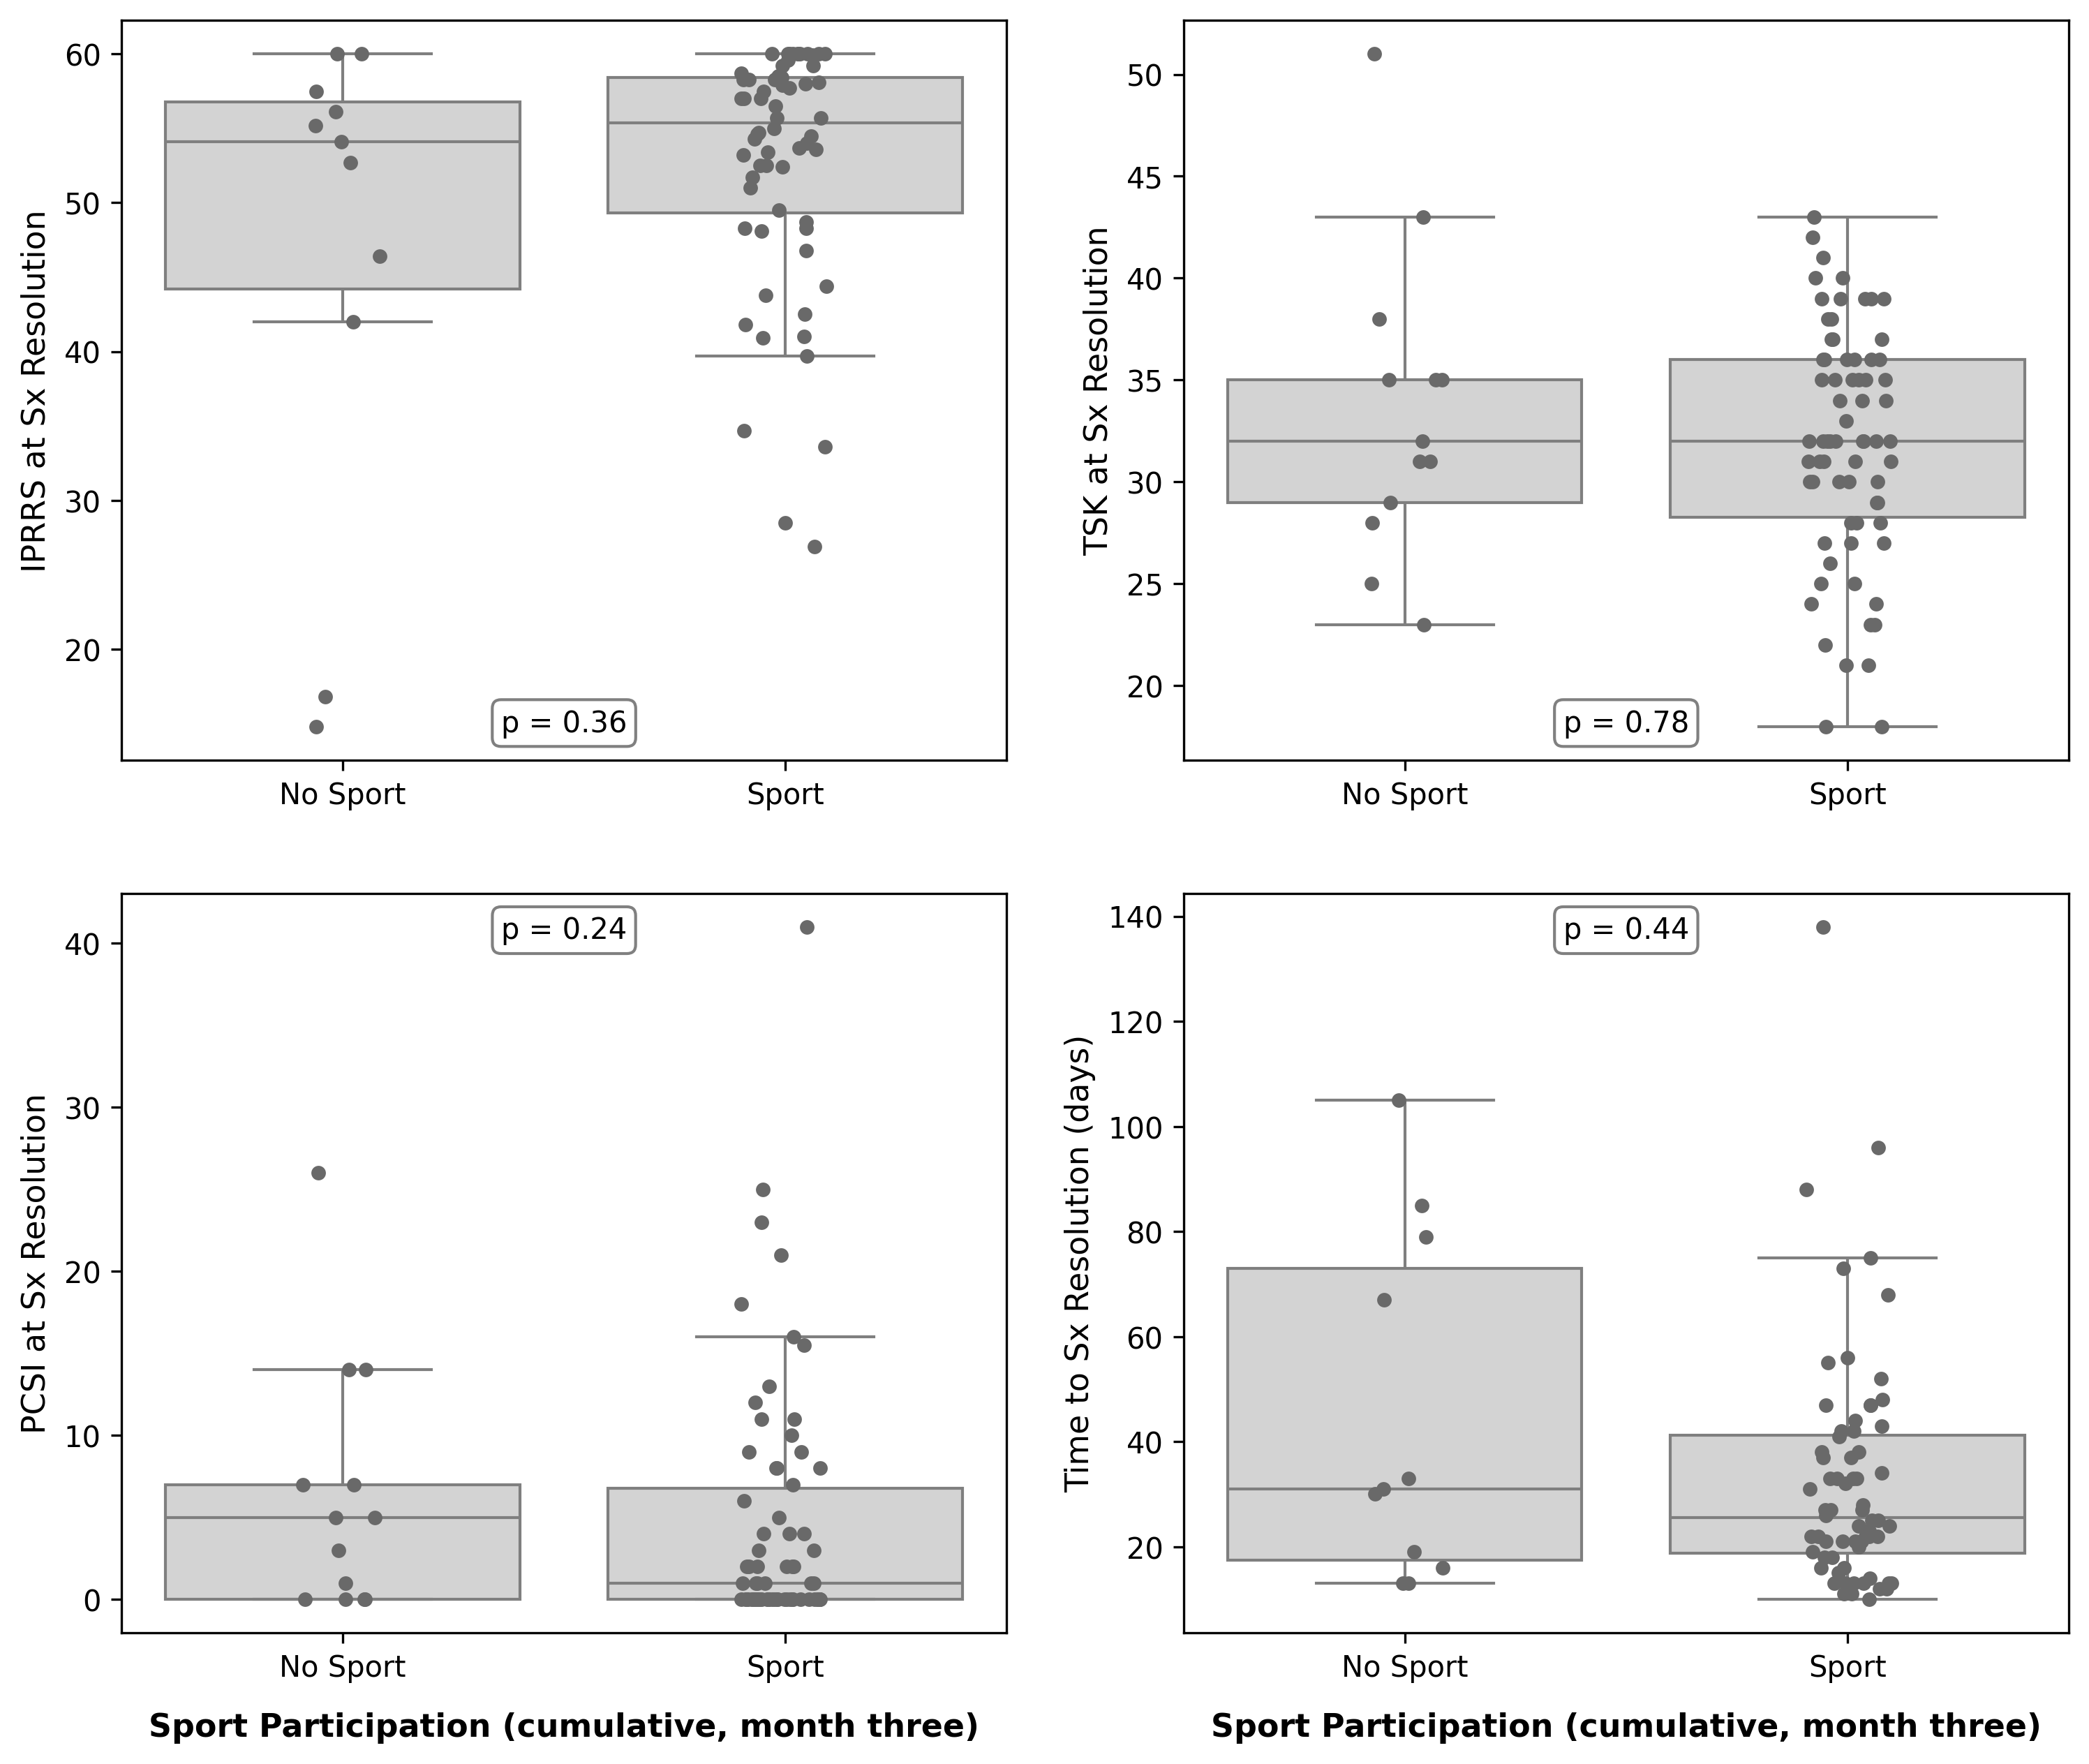 IPRRS at Sx Resolution
60
50
40
30
20
p = 0.36
No Sport
Sport
TSK at Sx Resolution
50
45
40
35
30
25
20
p = 0.78
No Sport
Sport
PCSI at Sx Resolution
40
30
20
10
0
p = 0.24
No Sport
Sport
Sport Participation (cumulative, month three)
Time to Sx Resolution (days)
140
120
100
80
60
40
20
p = 0.44
No Sport
Sport
Sport Participation (cumulative, month three)